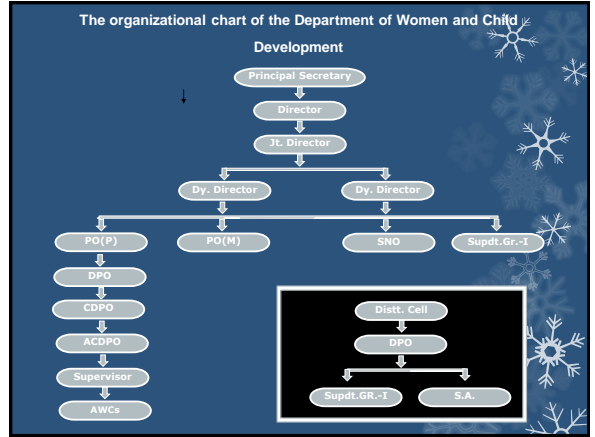 The organizational chart of the Department of Women and Child
Development
Principal Secretary
Director
Jt. Director
Dy. Director
Dy. Director
PO(P)
PO(M)
SNO
Supdt.Gr.-I
DPO
CDPO
ACDPO
Supervisor
AWCs
Distt. Cell
DPO
Supdt.GR.-I
S.A.